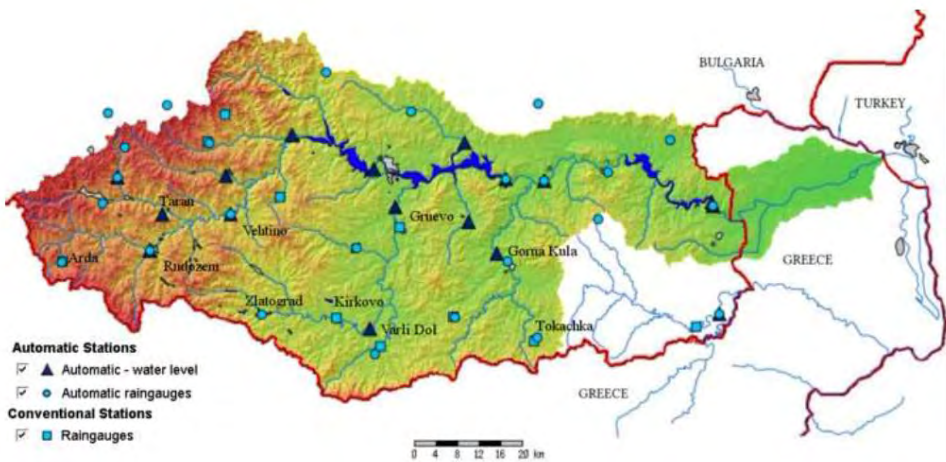 BULGARIA
TURKEY
Taran
Vehtino
Gruevo
Arda
Rudozem
Gorna Kula
GREECE
Zlatograd
Kirkovo
Varli Dol
Tokachka
GREECE
Automatic Stations
Automatic - water level
Automatic raingauges
Conventional Stations
Raingauges
0 4 8 12 16 20 km